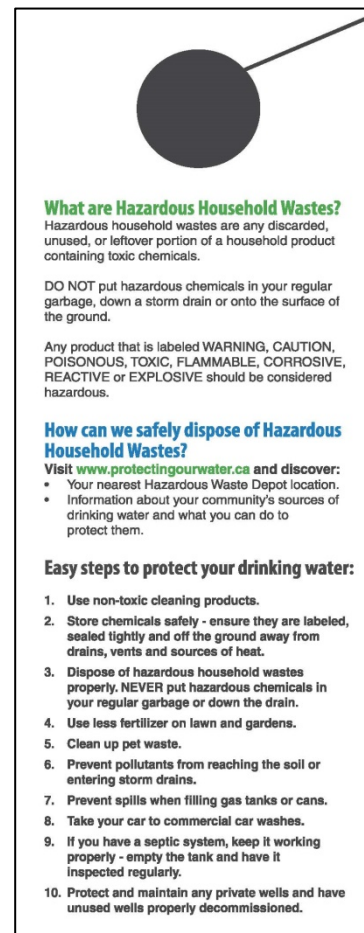 What are Hazardous Household Wastes?
Hazardous household wastes are any discarded,
unused, or leftover portion of a household product
containing toxic chemicals.
DO NOT put hazardous chemicals in your regular
garbage, down a storm drain or onto the surface of
the ground.
Any product that is labeled WARNING, CAUTION,
POISONOUS, TOXIC, FLAMMABLE, CORROSIVE,
REACTIVE or EXPLOSIVE should be considered
hazardous.
How can we safely dispose of Hazardous
Household Wastes?
Visit www.protectingourwater.ca and discover:
• Your nearest Hazardous Waste Depot location.
• Information about your community's sources of
drinking water and what you can do to
protect them.
Easy steps to protect your drinking water:
1. Use non-toxic cleaning products.
2. Store chemicals safely - ensure they are labeled,
sealed tightly and off the ground away from
drains, vents and sources of heat.
3. Dispose of hazardous household wastes
properly. NEVER put hazardous chemicals in
your regular garbage or down the drain.
4. Use less fertilizer on lawn and gardens.
5. Clean up pet waste.
6. Prevent pollutants from reaching the soil or
entering storm drains.
7. Prevent spills when filling gas tanks or cans.
8. Take your car to commercial car washes.
9. If you have a septic system, keep it working
properly - empty the tank and have it
inspected regularly.
10. Protect and maintain any private wells and have
unused wells properly decommissioned.